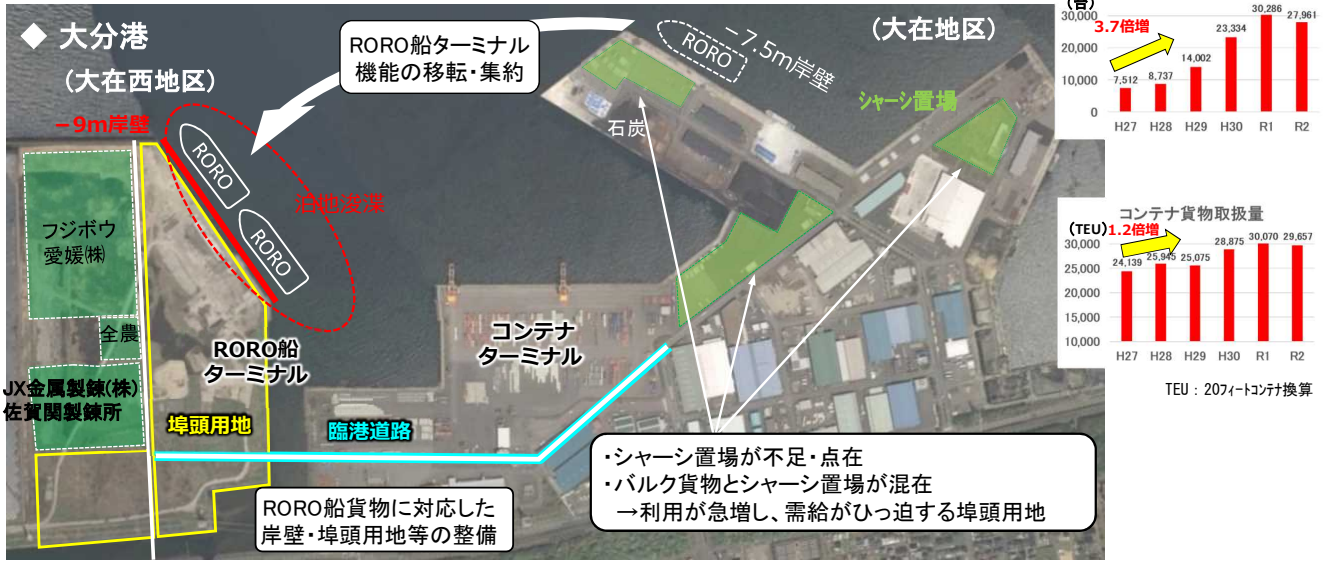 ◆ 大分港
(大在西地区)
−9m岸壁
RORO船ターミナル
機能の移転・集約
RORO
−7.5m岸壁
(大在地区)
シャーシ置場
石炭
RORO
RORO
泊地浚渫
フジボウ
愛媛㈱
全農
JX金属製錬(株)
佐賀関製錬所
RORO船
ターミナル
埠頭用地
臨港道路
コンテナ
ターミナル
RORO船貨物に対応した
岸壁・埠頭用地等の整備
・シャーシ置場が不足・点在
・バルク貨物とシャーシ置場が混在
→利用が急増し、需給がひっ迫する埠頭用地
(台)
30,000
20,000
10,000
0
3.7倍増
7,512
8,737
14,002
23,334
30,286
27,961
H27 H28 H29 H30 R1 R2
コンテナ貨物取扱量
(TEU)
1.2倍増
30,000
25,000
20,000
15,000
10,000
24,139
25,945
25,075
28,875
30,070
29,657
H27 H28 H29 H30 R1 R2
TEU：20フィートコンテナ換算